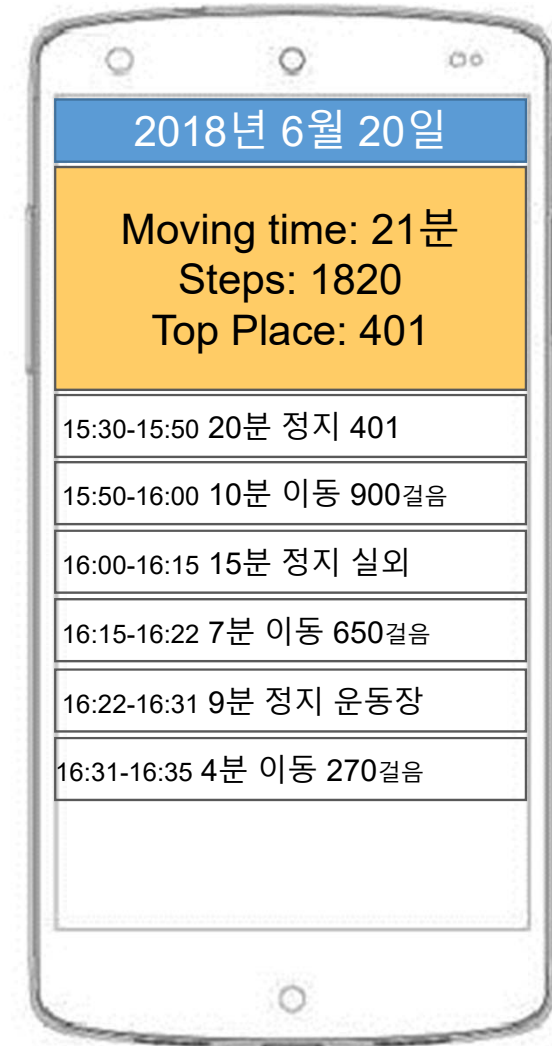 2018년 6월 20일
Moving time: 21분
Steps: 1820
Top Place: 401
15:30-15:50 20분 정지 401
15:50-16:00 10분 이동 900걸음
16:00-16:15 15분 정지 실외
16:15-16:22 7분 이동 650걸음
16:22-16:31 9분 정지 운동장
16:31-16:35 4분 이동 270걸음